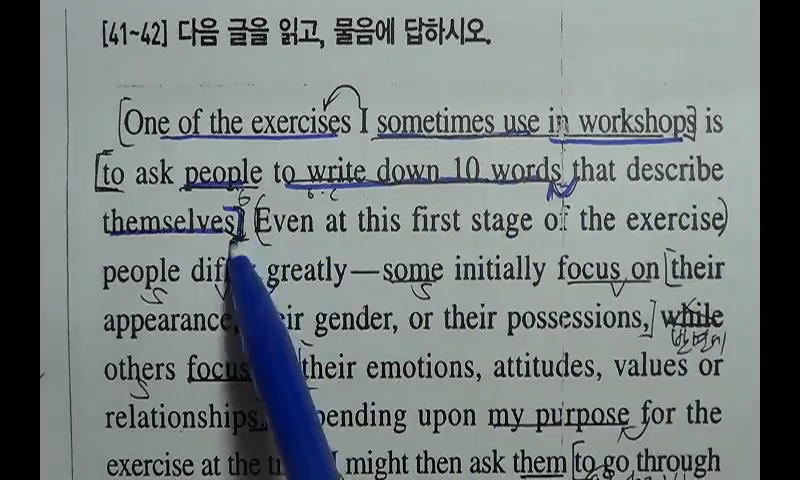 [41~42] 다음 글을 읽고, 물음에 답하시오.
One of the exercises I sometimes use in workshops is
to ask people to write down 10 words that describe
themselves. Even at this first stage of the exercise
people greatly—some initially focus on their
appearance, gender, or their possessions, while
others focus their emotions, attitudes, values or
relationships. upon my purpose for the
exercise at the I might then ask them to go through